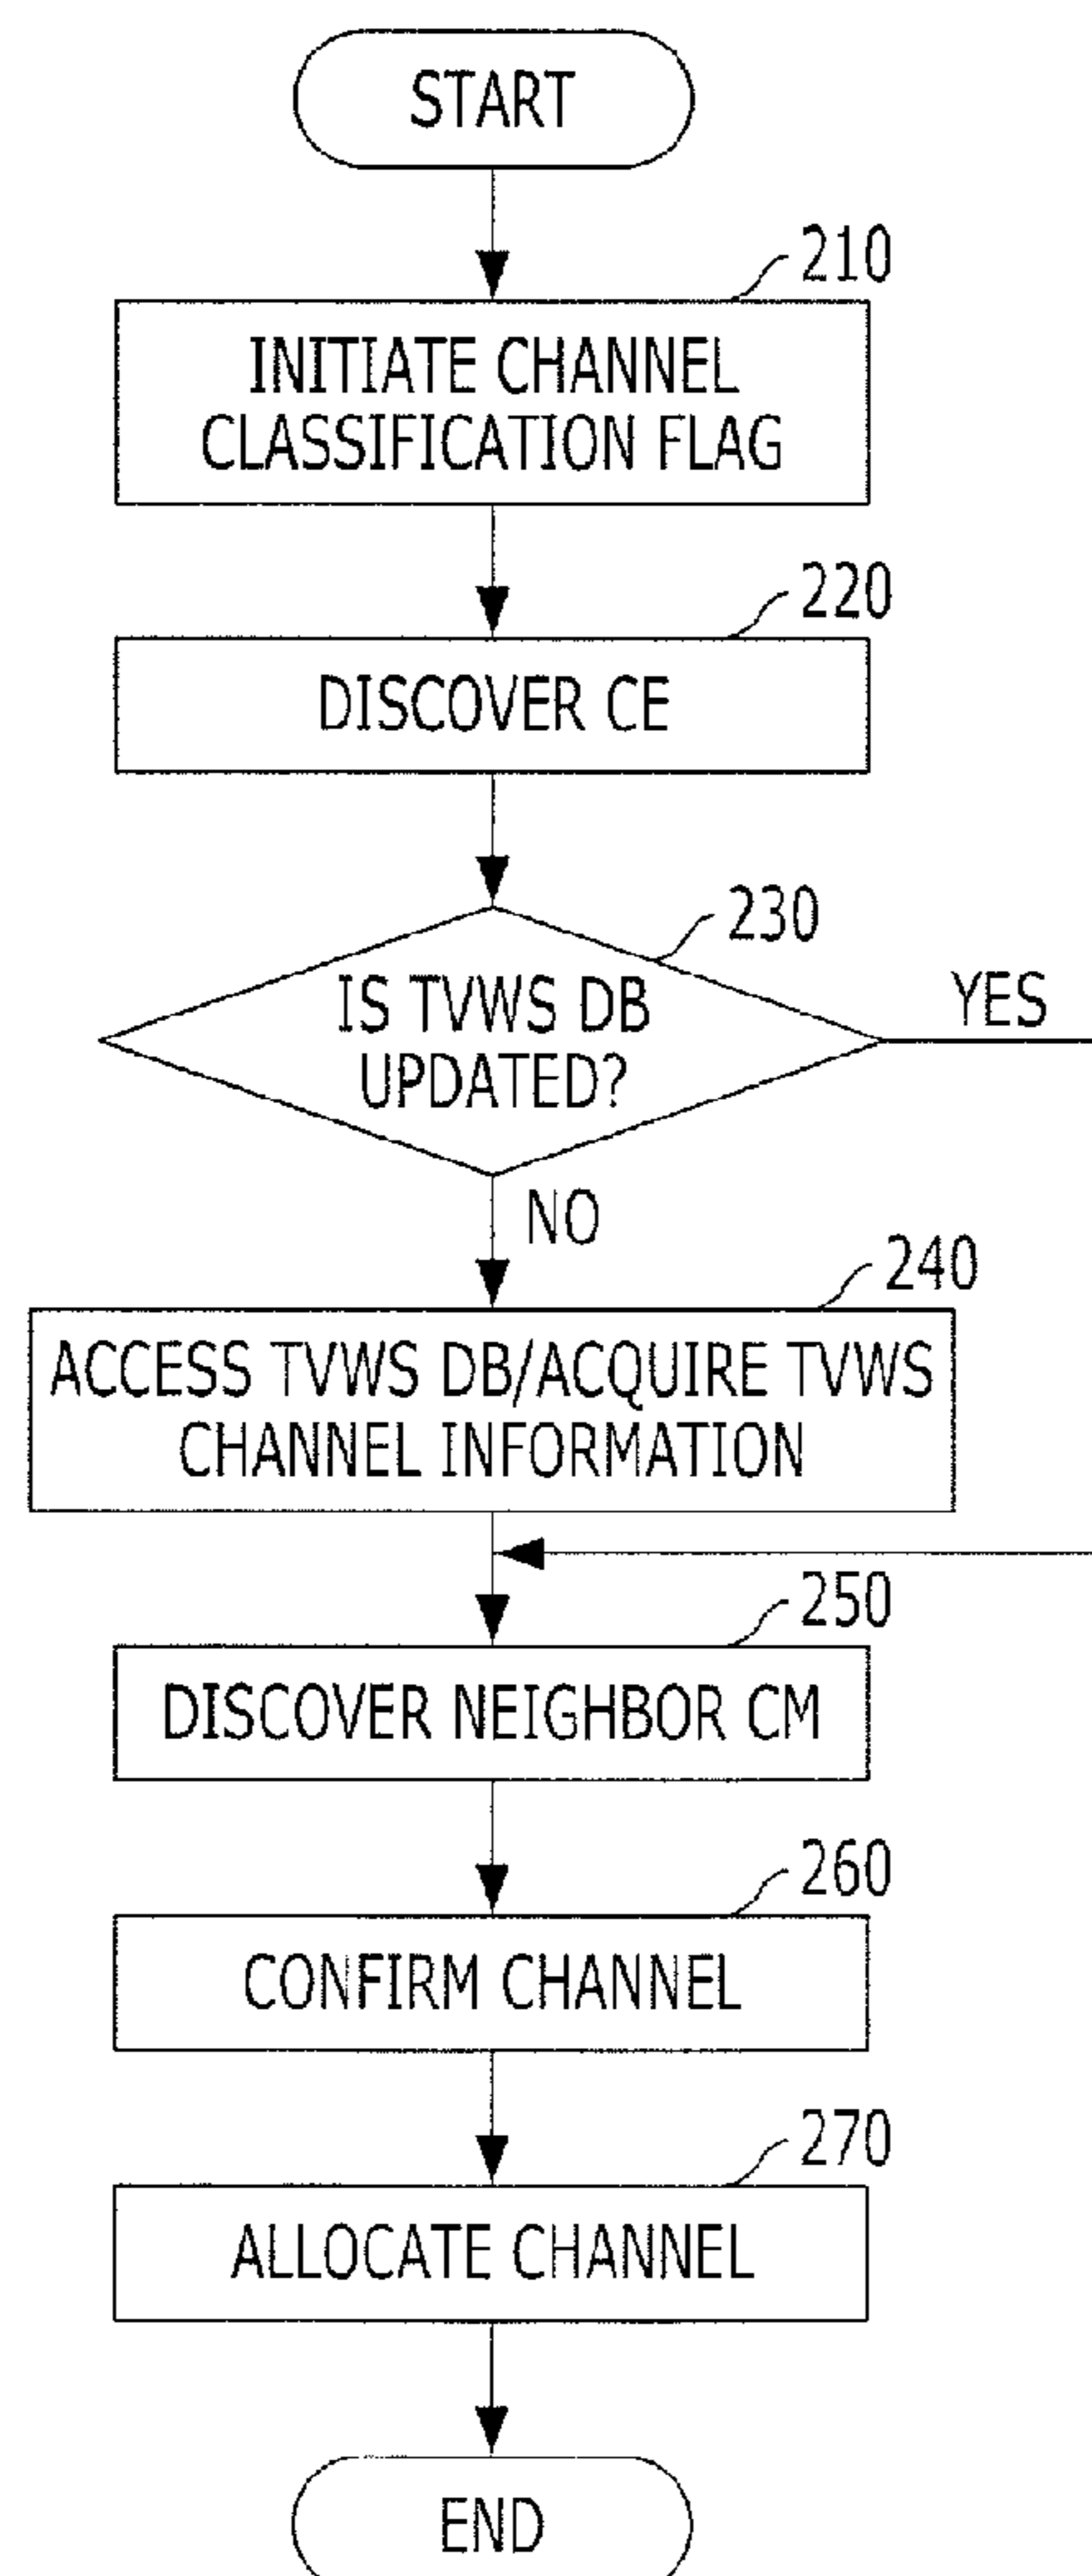 START
210
INITIATE CHANNEL
CLASSIFICATION FLAG
220
DISCOVER CE
230
IS TVWS DB
UPDATED?
YES
NO
240
ACCESS TVWS DB/ACQUIRE TVWS
CHANNEL INFORMATION
250
DISCOVER NEIGHBOR CM
260
CONFIRM CHANNEL
270
ALLOCATE CHANNEL
END